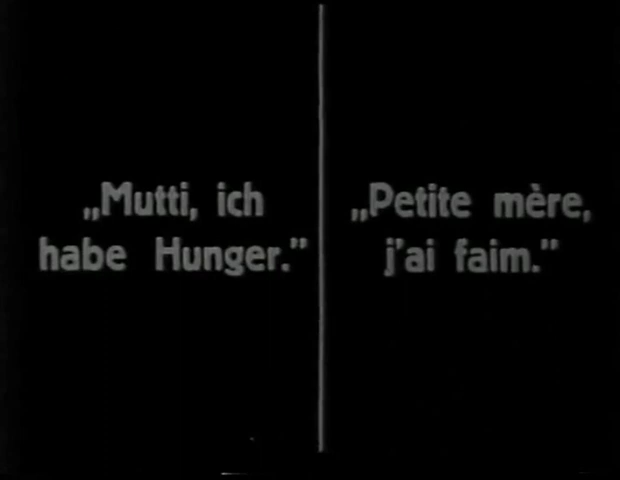 „Mutti, ich
habe Hunger.”
„Petite mère,
j'ai faim.”